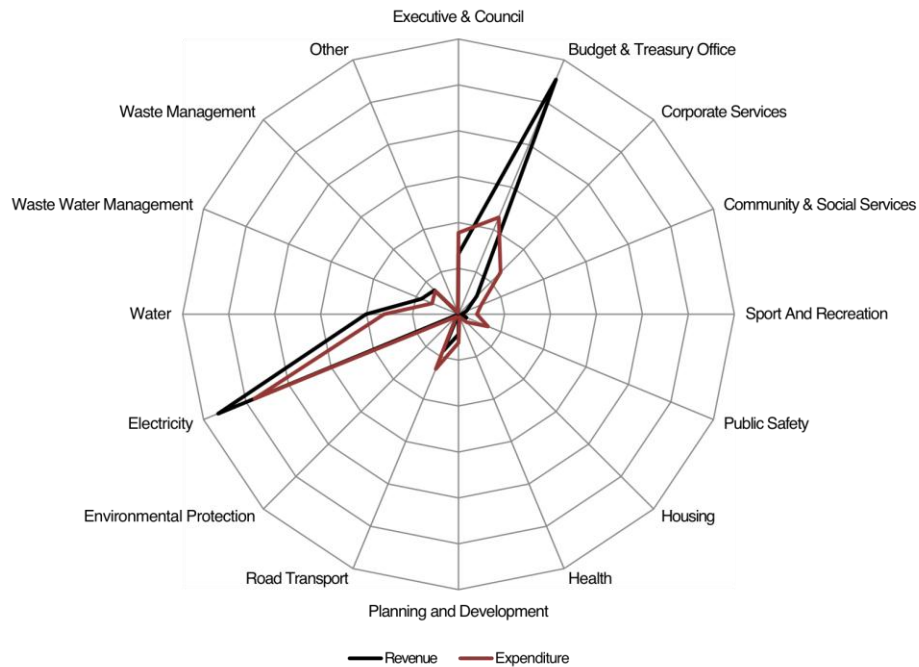 Executive & Council
Budget & Treasury Office
Corporate Services
Community & Social Services
Sport And Recreation
Public Safety
Housing
Health
Planning and Development
Road Transport
Environmental Protection
Electricity
Water
Waste Water Management
Waste Management
Other
Revenue
Expenditure